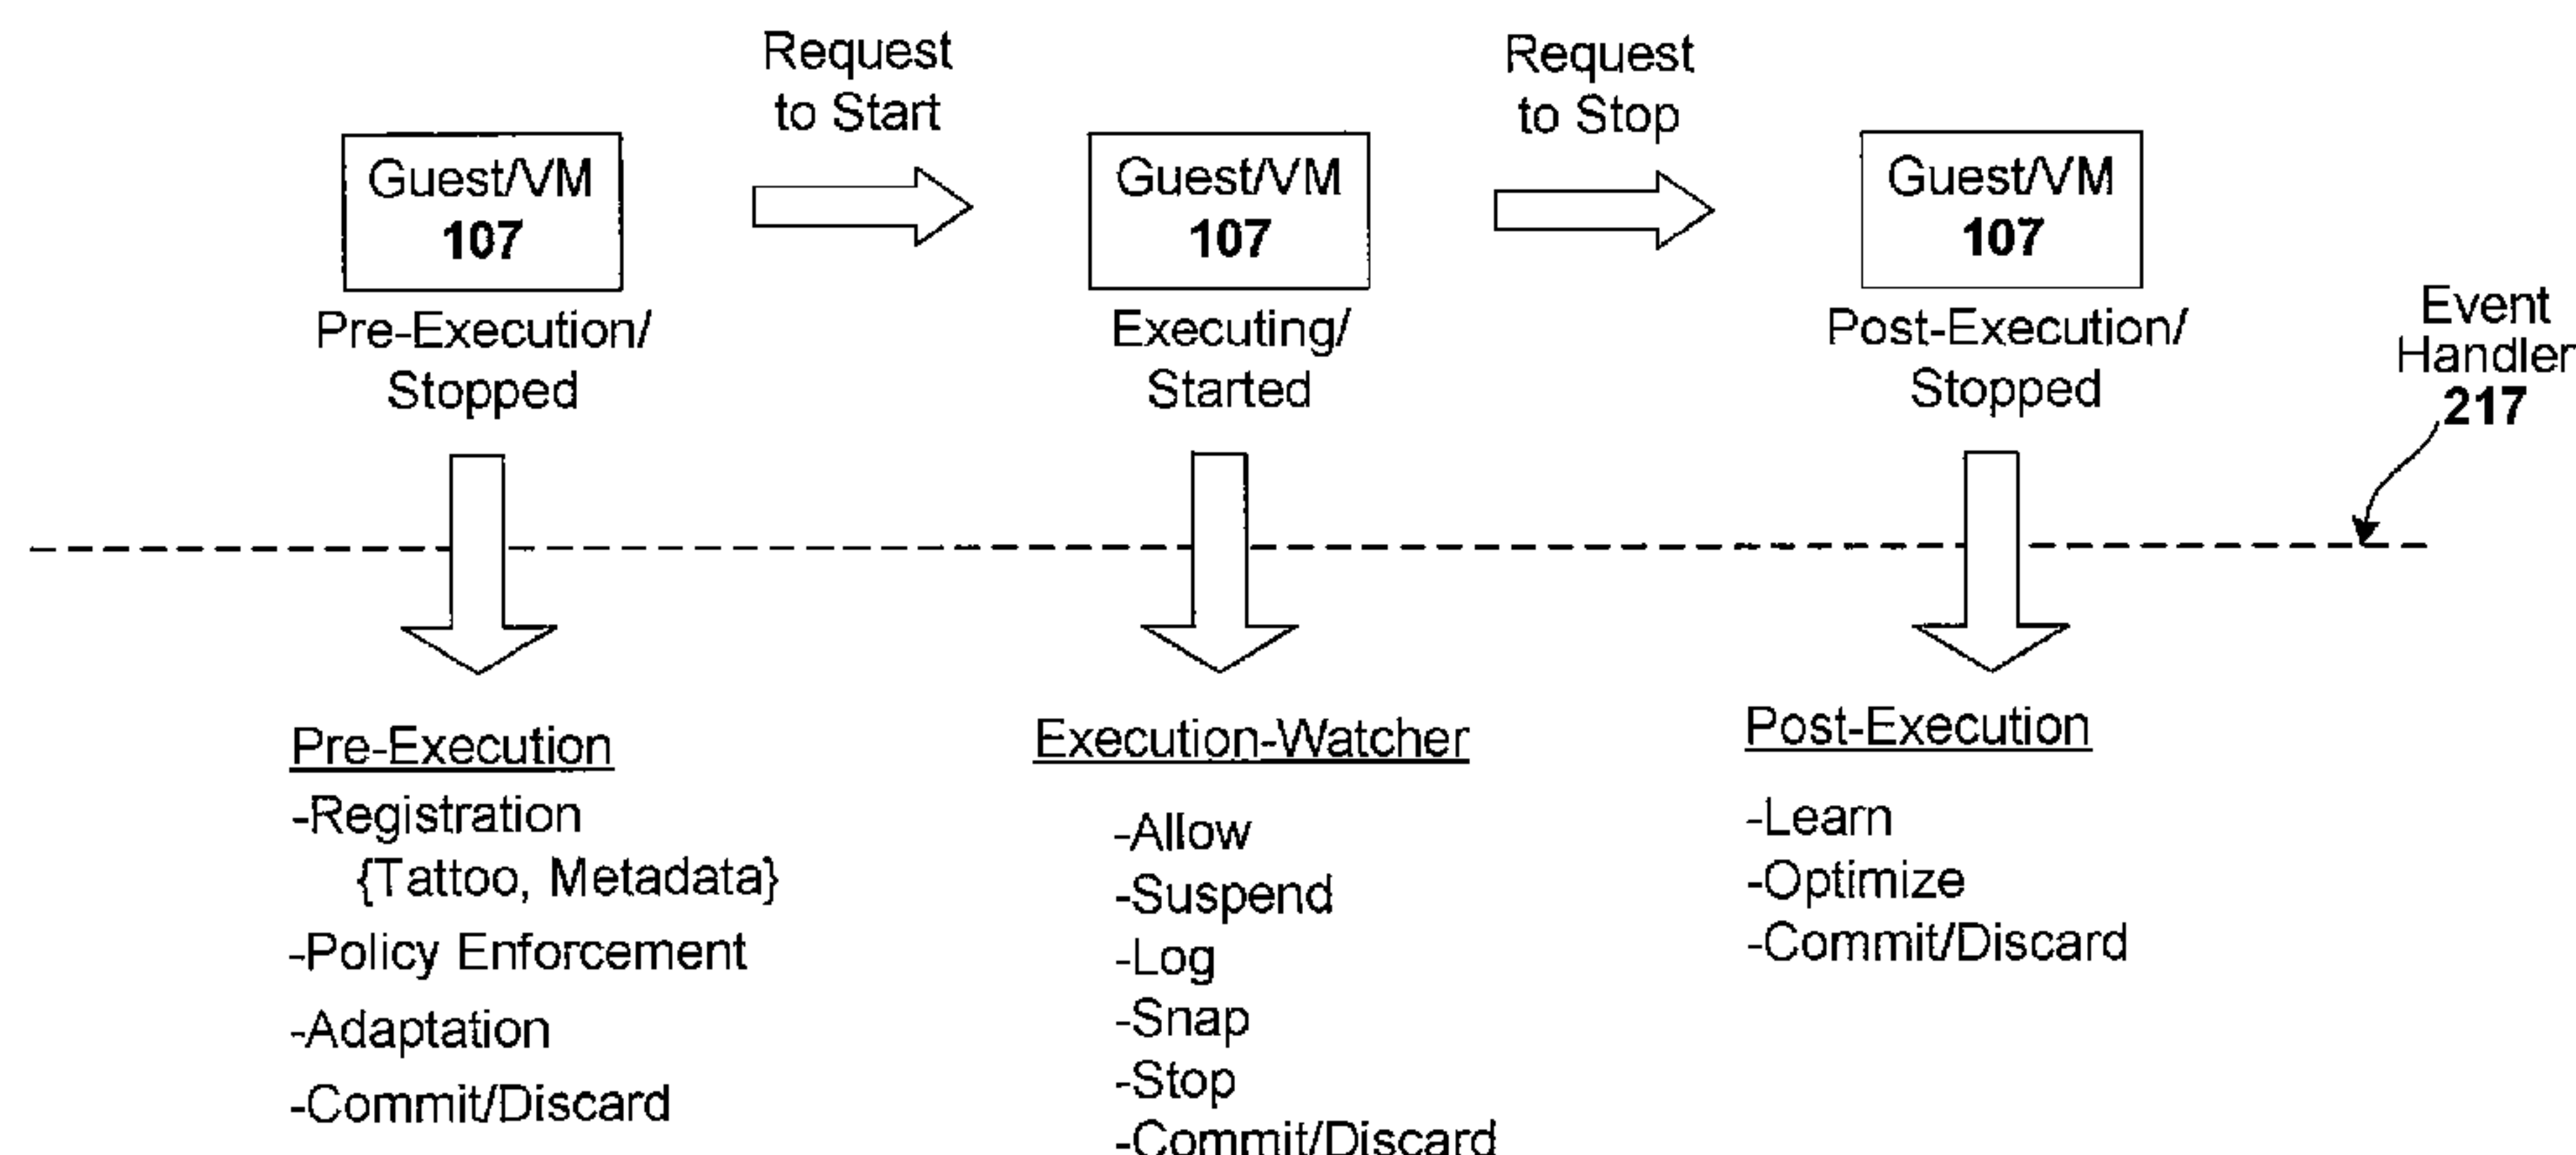 Request
to Start
Request
to Stop
Guest/VM
107
Guest/VM
107
Guest/VM
107
Pre-Execution/
Stopped
Executing/
Started
Post-Execution/
Stopped
Event
Handler
217
Pre-Execution
-Registration
{Tattoo, Metadata}
-Policy Enforcement
-Adaptation
-Commit/Discard
Execution-Watcher
-Allow
-Suspend
-Log
-Snap
-Stop
-Commit/Discard
Post-Execution
-Learn
-Optimize
-Commit/Discard